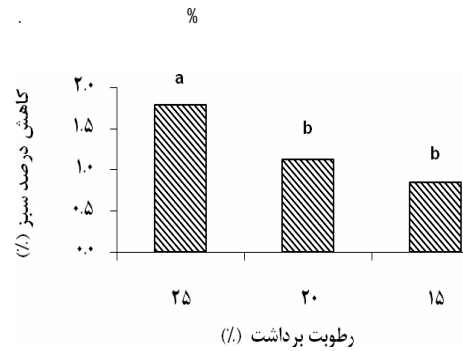 . %
a
b
b
۲.۰
۱.۵
۱.۰
۰.۵
۰.۰
کاهش درصد سبز (٪)
۲۵ ۲۰ ۱۵
رطوبت برداشت (٪)